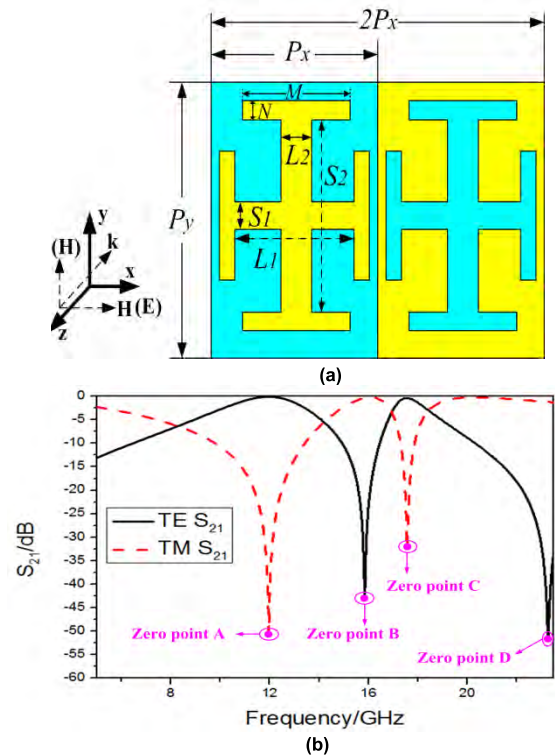 2Px
Px
M
N
L2
S2
Py
S1
L1
y
(H)
k
x
H(E)
z
(a)
0
-5
-10
-15
-20
-25
-30
-35
-40
-45
-50
-55
-60
S21/dB
TE S21
TM S21
Zero point C
Zero point A
Zero point B
Zero point D
8
12
16
20
Frequency/GHz
(b)